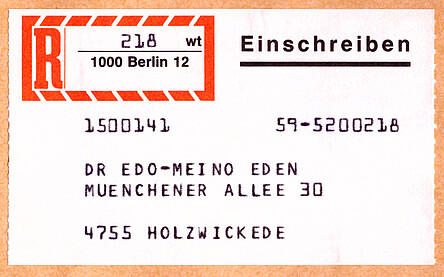 R
218 wt
1000 Berlin 12
Einschreiben
1500141 59-5200218
DR EDO-MEINO EDEN
MUENCHENER ALLEE 30
4755 HOLZWICKEDE